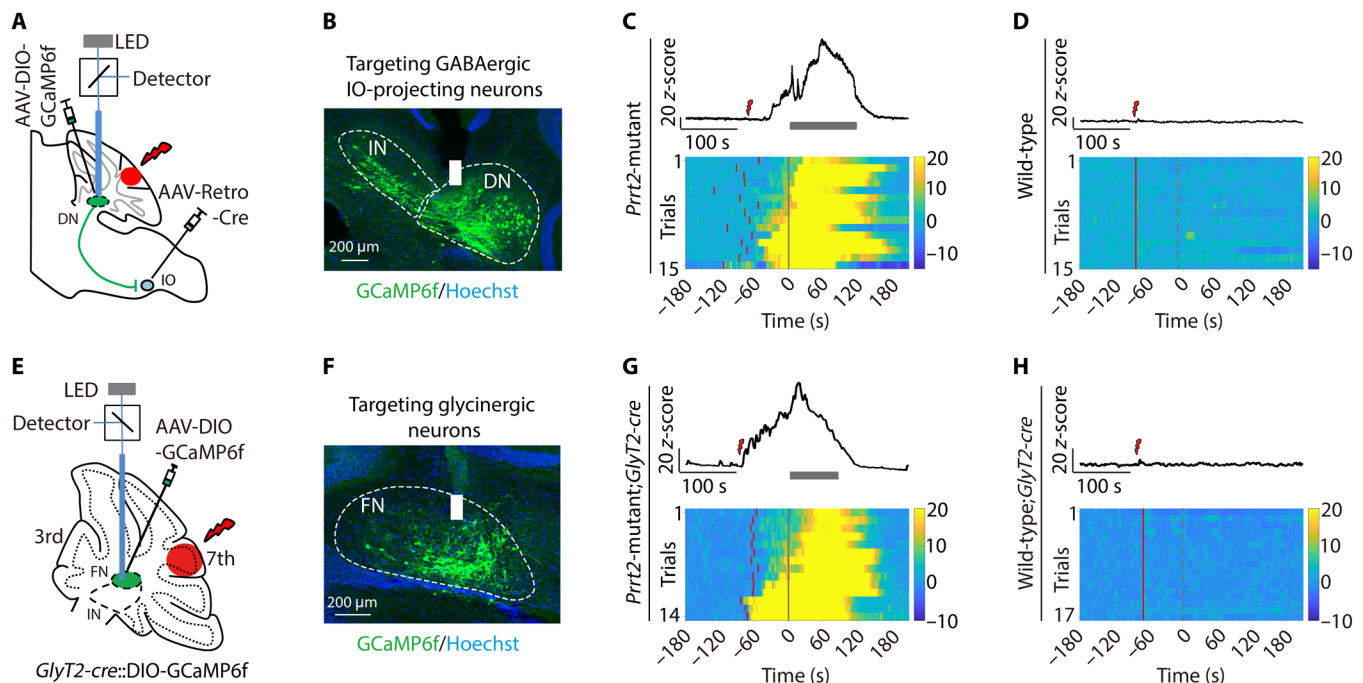 A
LED
Detector
AAV-DIO-
GCaMP6f
AAV-Retro
-Cre
DN
IO
B
Targeting GABAergic
IO-projecting neurons
IN
DN
200 µm
GCaMP6f/Hoechst
C
Prrt2-mutant
20 z-score
100 s
1
Trials
15
20
10
0
−10
−180
−120
−60
0
60
120
180
Time (s)
D
Wild-type
20 z-score
100 s
1
Trials
15
20
10
0
−10
−180
−120
−60
0
60
120
180
Time (s)
E
LED
Detector
AAV-DIO
-GCaMP6f
3rd
7th
FN
IN
GlyT2-cre::DIO-GCaMP6f
F
Targeting glycinergic
neurons
FN
200 µm
GCaMP6f/Hoechst
G
Prrt2-mutant;GlyT2-cre
20 z-score
100 s
1
Trials
14
20
10
0
−10
−180
−120
−60
0
60
120
180
Time (s)
H
Wild-type;GlyT2-cre
20 z-score
100 s
1
Trials
17
20
10
0
−10
−180
−120
−60
0
60
120
180
Time (s)